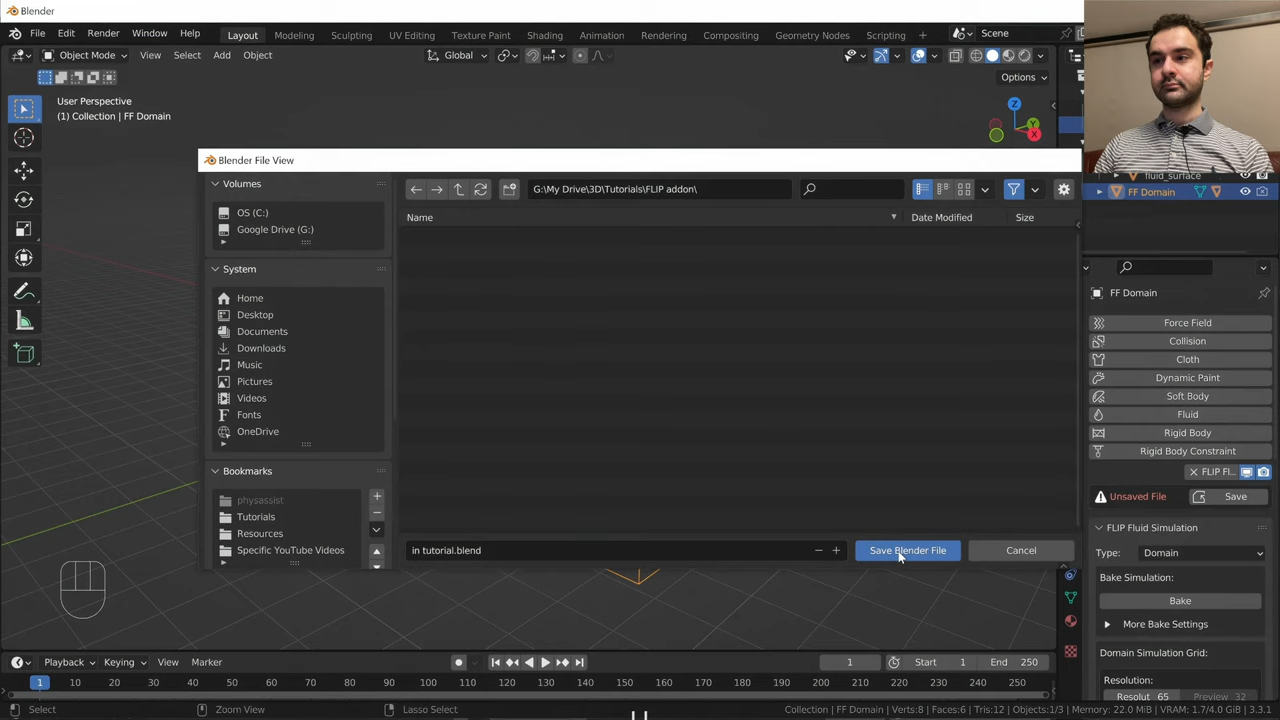 Blender
File Edit Render Window Help Layout Modeling Sculpting UV Editing Texture Paint Shading Animation Rendering Compositing Geometry Nodes Scripting Scene
Object Mode View Select Add Object Global
Options
User Perspective
(1) Collection | FF Domain
Z
Y
X
Blender File View
Volumes
OS (C:)
Google Drive (G:)
System
Home
Desktop
Documents
Downloads
Music
Pictures
Videos
Fonts
OneDrive
Bookmarks
physassist
Tutorials
Resources
Specific YouTube Videos
G:\My Drive\3D\Tutorials\FLIP addon\
Name Date Modified Size
in tutorial.blend
Save Blender File Cancel
fluid_surface
FF Domain
FF Domain
Force Field
Collision
Cloth
Dynamic Paint
Soft Body
Fluid
Rigid Body
Rigid Body Constraint
FLIP Fl...
Unsaved File Save
FLIP Fluid Simulation
Type: Domain
Bake Simulation:
Bake
More Bake Settings
Domain Simulation Grid:
Resolution:
Resolut 65 Preview 32
Playback Keying View Marker 1 Start 1 End 250
1 10 20 30 40 50 60 70 80 90 100 110 120 130 140 150 160 170 180 190 200 210 220 230 240 250
Select Zoom View Lasso Select Collection | FF Domain | Verts:8 | Faces:6 | Tris:12 | Objects:1/3 | Memory: 22.0 MiB | VRAM: 1.7/4.0 GiB | 3.3.1